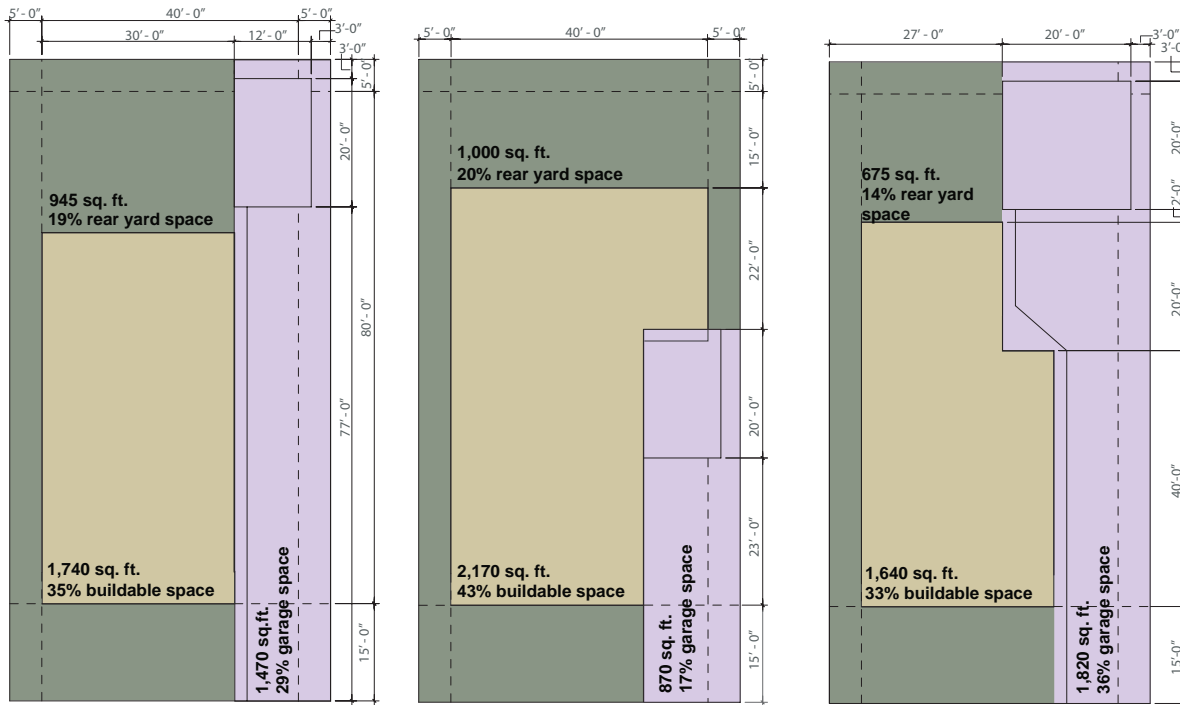 5'- 0" 40'- 0" 5'- 0"
30'- 0" 12'- 0" 3'-0"
3'-0"
5'- 0"
20'- 0"
945 sq. ft.
19% rear yard space
80'- 0"
77'- 0"
1,740 sq. ft.
35% buildable space
1,470 sq.ft.
29% garage space
15'- 0"
5'- 0" 40'- 0" 5'- 0"
5'- 0"
15'- 0"
1,000 sq. ft.
20% rear yard space
22'- 0"
20'- 0"
23'- 0"
2,170 sq. ft.
43% buildable space
870 sq. ft.
17% garage space
15'- 0"
27'- 0" 20'- 0" 3'-0"
3'-0"
20'-0"
2'-0"
675 sq. ft.
14% rear yard
space
20'-0"
40'-0"
1,640 sq. ft.
33% buildable space
1,820 sq. ft.
36% garage space
15'-0"